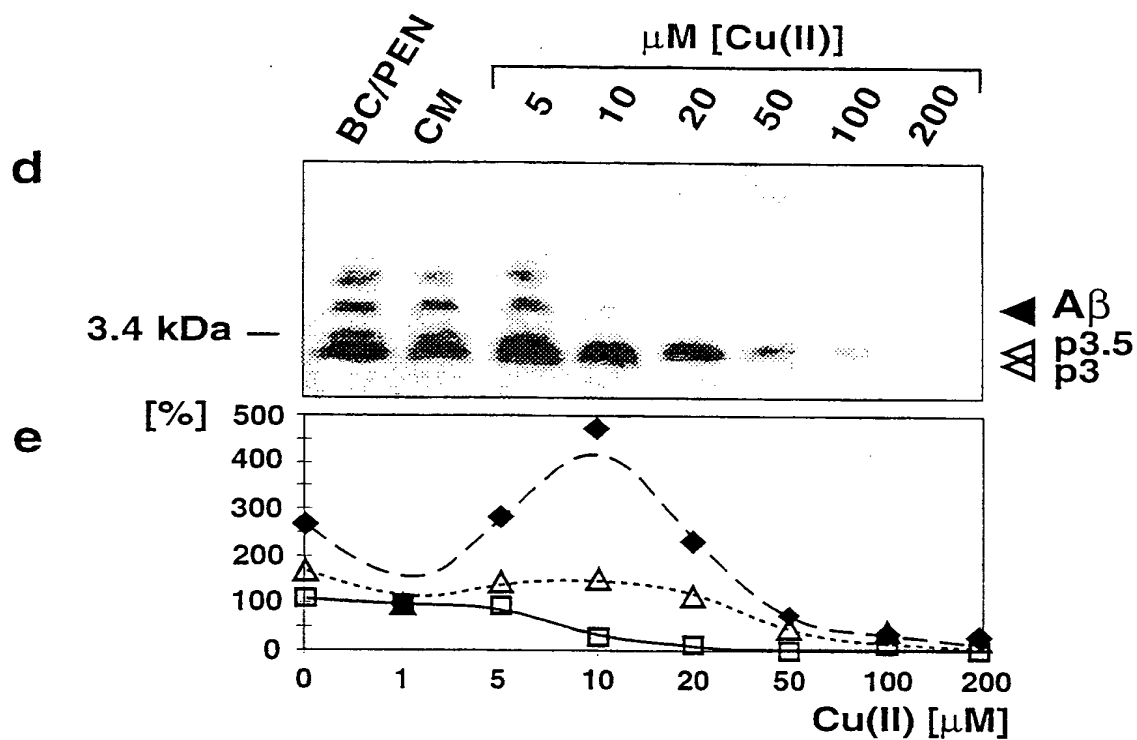 μM [Cu(II)]
BC/PEN CM 5 10 20 50 100 200
d
3.4 kDa
Aβ
p3.5
p3
e
[%]
500
400
300
200
100
0
0 1 5 10 20 50 100 200
Cu(II) [μM]